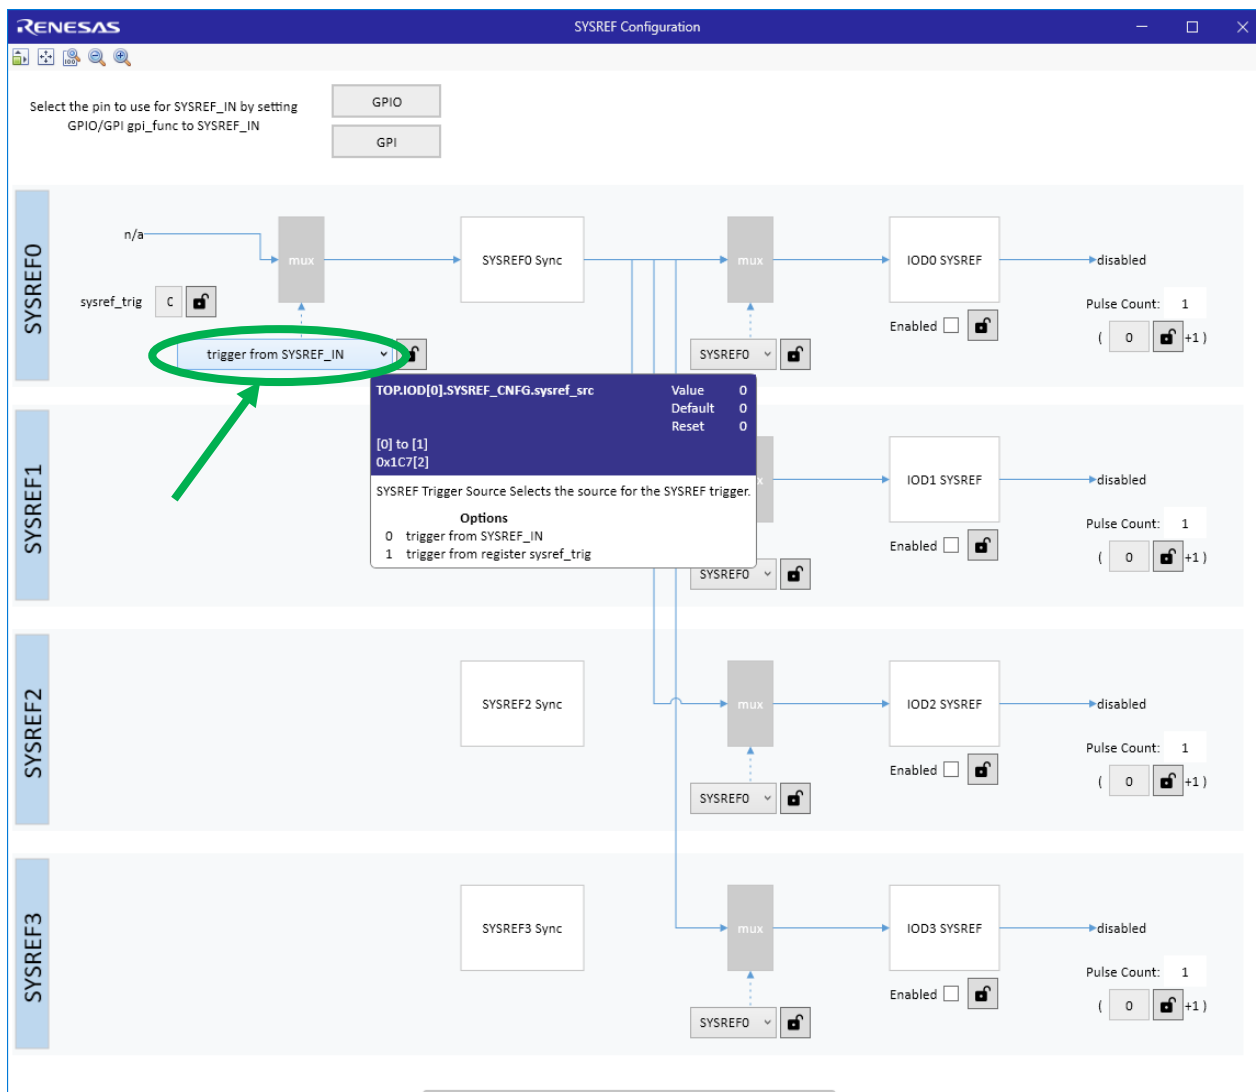 RENESAS
SYSREF Configuration
Select the pin to use for SYSREF_IN by setting
GPIO/GPI gpi_func to SYSREF_IN
GPIO
GPI
SYSREF0
n/a
mux
SYSREF0 Sync
mux
IOD0 SYSREF
disabled
sysref_trig
C
Enabled
Pulse Count: 1
( 0 +1 )
trigger from SYSREF_IN
SYSREF0
TOP.IOD[0].SYSREF_CNFG.sysref_src
Value 0
Default 0
Reset 0
[0] to [1]
0x1C7[2]
SYSREF Trigger Source Selects the source for the SYSREF trigger.
Options
0 trigger from SYSREF_IN
1 trigger from register sysref_trig
SYSREF1
x
IOD1 SYSREF
disabled
Enabled
Pulse Count: 1
( 0 +1 )
SYSREF0
SYSREF2
SYSREF2 Sync
mux
IOD2 SYSREF
disabled
Enabled
Pulse Count: 1
( 0 +1 )
SYSREF0
SYSREF3
SYSREF3 Sync
mux
IOD3 SYSREF
disabled
Enabled
Pulse Count: 1
( 0 +1 )
SYSREF0